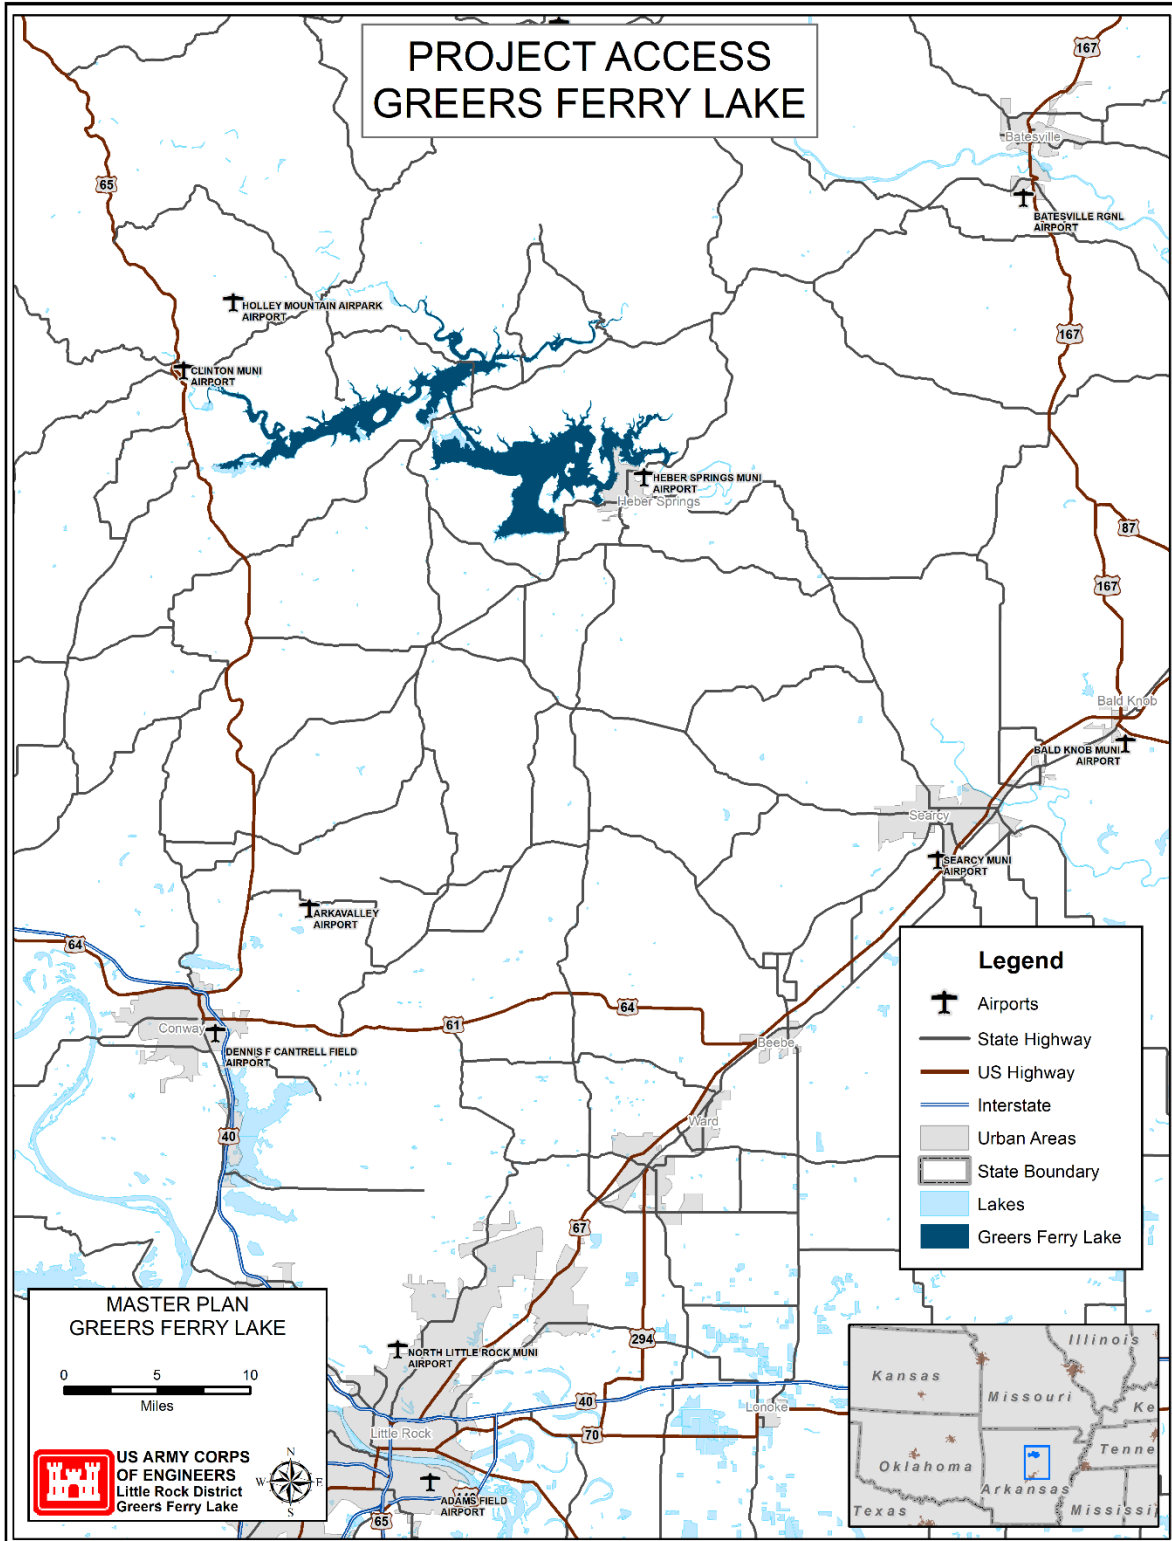 PROJECT ACCESS
GREERS FERRY LAKE
167
Batesville
65
BATESVILLE RGNL
AIRPORT
HOLLEY MOUNTAIN AIRPARK
AIRPORT
167
CLINTON MUNI
AIRPORT
HEBER SPRINGS MUNI
AIRPORT
Heber Springs
87
167
Bald Knob
BALD KNOB MUNI
AIRPORT
Searcy
SEARCY MUNI
AIRPORT
ARKAVALLEY
AIRPORT
64
Legend
Airports
State Highway
US Highway
Interstate
Urban Areas
State Boundary
Lakes
Greers Ferry Lake
64
61
Conway
Beebe
DENNIS F CANTRELL FIELD
AIRPORT
Ward
40
67
MASTER PLAN
GREERS FERRY LAKE
0 5 10
Miles
US ARMY CORPS
OF ENGINEERS
Little Rock District
Greers Ferry Lake
N
W E
S
294
NORTH LITTLE ROCK MUNI
AIRPORT
40
Lonoke
Little Rock
70
ADAMS FIELD
AIRPORT
65
Illinois
Kansas
Missouri
Ke
Tenne
Oklahoma
Arkansas
Texas
Mississi